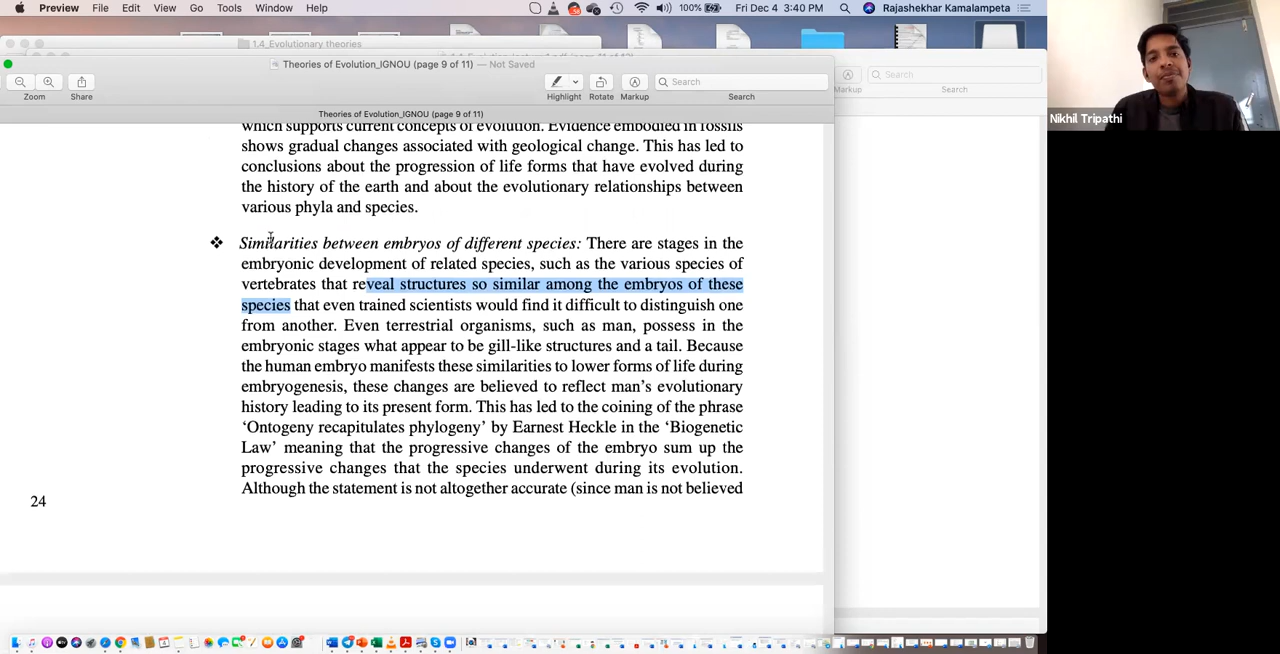 Preview File Edit View Go Tools Window Help 100% Fri Dec 4 3:40 PM Rajashekhar Kamalampeta
1.4_Evolutionary theories
Theories of Evolution_IGNOU (page 9 of 11) — Not Saved
Search
Search
Zoom Share Highlight Rotate Markup Search
Markup Search
Theories of Evolution_IGNOU (page 9 of 11)
Nikhil Tripathi
which supports current concepts of evolution. Evidence embodied in fossils
shows gradual changes associated with geological change. This has led to
conclusions about the progression of life forms that have evolved during
the history of the earth and about the evolutionary relationships between
various phyla and species.
❖ Similarities between embryos of different species: There are stages in the
embryonic development of related species, such as the various species of
vertebrates that reveal structures so similar among the embryos of these
species that even trained scientists would find it difficult to distinguish one
from another. Even terrestrial organisms, such as man, possess in the
embryonic stages what appear to be gill-like structures and a tail. Because
the human embryo manifests these similarities to lower forms of life during
embryogenesis, these changes are believed to reflect man's evolutionary
history leading to its present form. This has led to the coining of the phrase
'Ontogeny recapitulates phylogeny' by Earnest Heckle in the 'Biogenetic
Law' meaning that the progressive changes of the embryo sum up the
progressive changes that the species underwent during its evolution.
Although the statement is not altogether accurate (since man is not believed
24